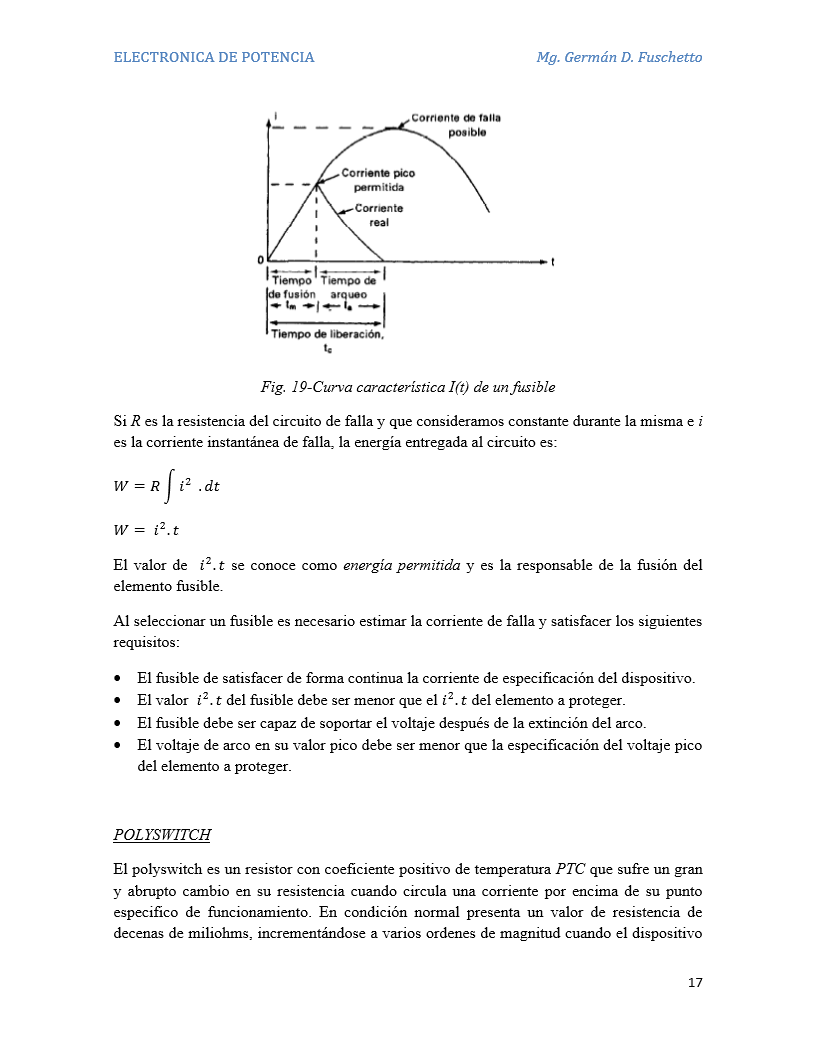 ELECTRONICA DE POTENCIA Mg. Germán D. Fuschetto
i
Corriente de falla
posible
Corriente pico
permitida
Corriente
real
0
t
Tiempo Tiempo de
de fusión arqueo
tm ta
Tiempo de liberación,
tc
Fig. 19-Curva característica I(t) de un fusible
Si R es la resistencia del circuito de falla y que consideramos constante durante la misma e i
es la corriente instantánea de falla, la energía entregada al circuito es:
W = R ∫ i² . dt
W = i². t
El valor de i². t se conoce como energía permitida y es la responsable de la fusión del
elemento fusible.
Al seleccionar un fusible es necesario estimar la corriente de falla y satisfacer los siguientes
requisitos:
• El fusible de satisfacer de forma continua la corriente de especificación del dispositivo.
• El valor i². t del fusible debe ser menor que el i². t del elemento a proteger.
• El fusible debe ser capaz de soportar el voltaje después de la extinción del arco.
• El voltaje de arco en su valor pico debe ser menor que la especificación del voltaje pico
del elemento a proteger.
POLYSWITCH
El polyswitch es un resistor con coeficiente positivo de temperatura PTC que sufre un gran
y abrupto cambio en su resistencia cuando circula una corriente por encima de su punto
especifico de funcionamiento. En condición normal presenta un valor de resistencia de
decenas de miliohms, incrementándose a varios ordenes de magnitud cuando el dispositivo
17